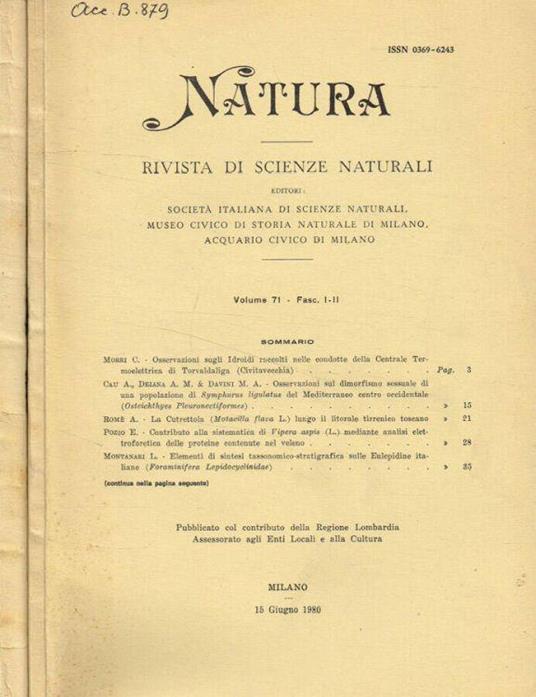 Acc. B. 879
ISSN 0369-6243
NATURA
RIVISTA DI SCIENZE NATURALI
EDITORI:
SOCIETÀ ITALIANA DI SCIENZE NATURALI,
MUSEO CIVICO DI STORIA NATURALE DI MILANO,
ACQUARIO CIVICO DI MILANO
Volume 71 - Fasc. I-II
SOMMARIO
MORRI C. - Osservazioni sugli Idroidi raccolti nelle condotte della Centrale Ter-
moelettrica di Torvaldaliga (Civitavecchia) . . . . . . . Pag. 3
CAU A., DEIANA A. M. & DAVINI M. A. - Osservazioni sul dimorfismo sessuale di
una popolazione di Symphurus ligulatus del Mediterraneo centro occidentale
(Osteichthyes Pleuronectiformes) . . . . . . . . . » 15
ROMÈ A. - La Cutrettola (Motacilla flava L.) lungo il litorale tirrenico toscano » 21
POZIO E. - Contributo alla sistematica di Vipera aspis (L.) mediante analisi elet-
troforetica delle proteine contenute nel veleno . . . . . . . » 28
MONTANARI L. - Elementi di sintesi tassonomico-stratigrafica sulle Eulepidine ita-
liane (Foraminifera Lepidocyclinidae) . . . . . . . . » 35
(continua nella pagina seguente)
Pubblicato col contributo della Regione Lombardia
Assessorato agli Enti Locali e alla Cultura
MILANO
15 Giugno 1980